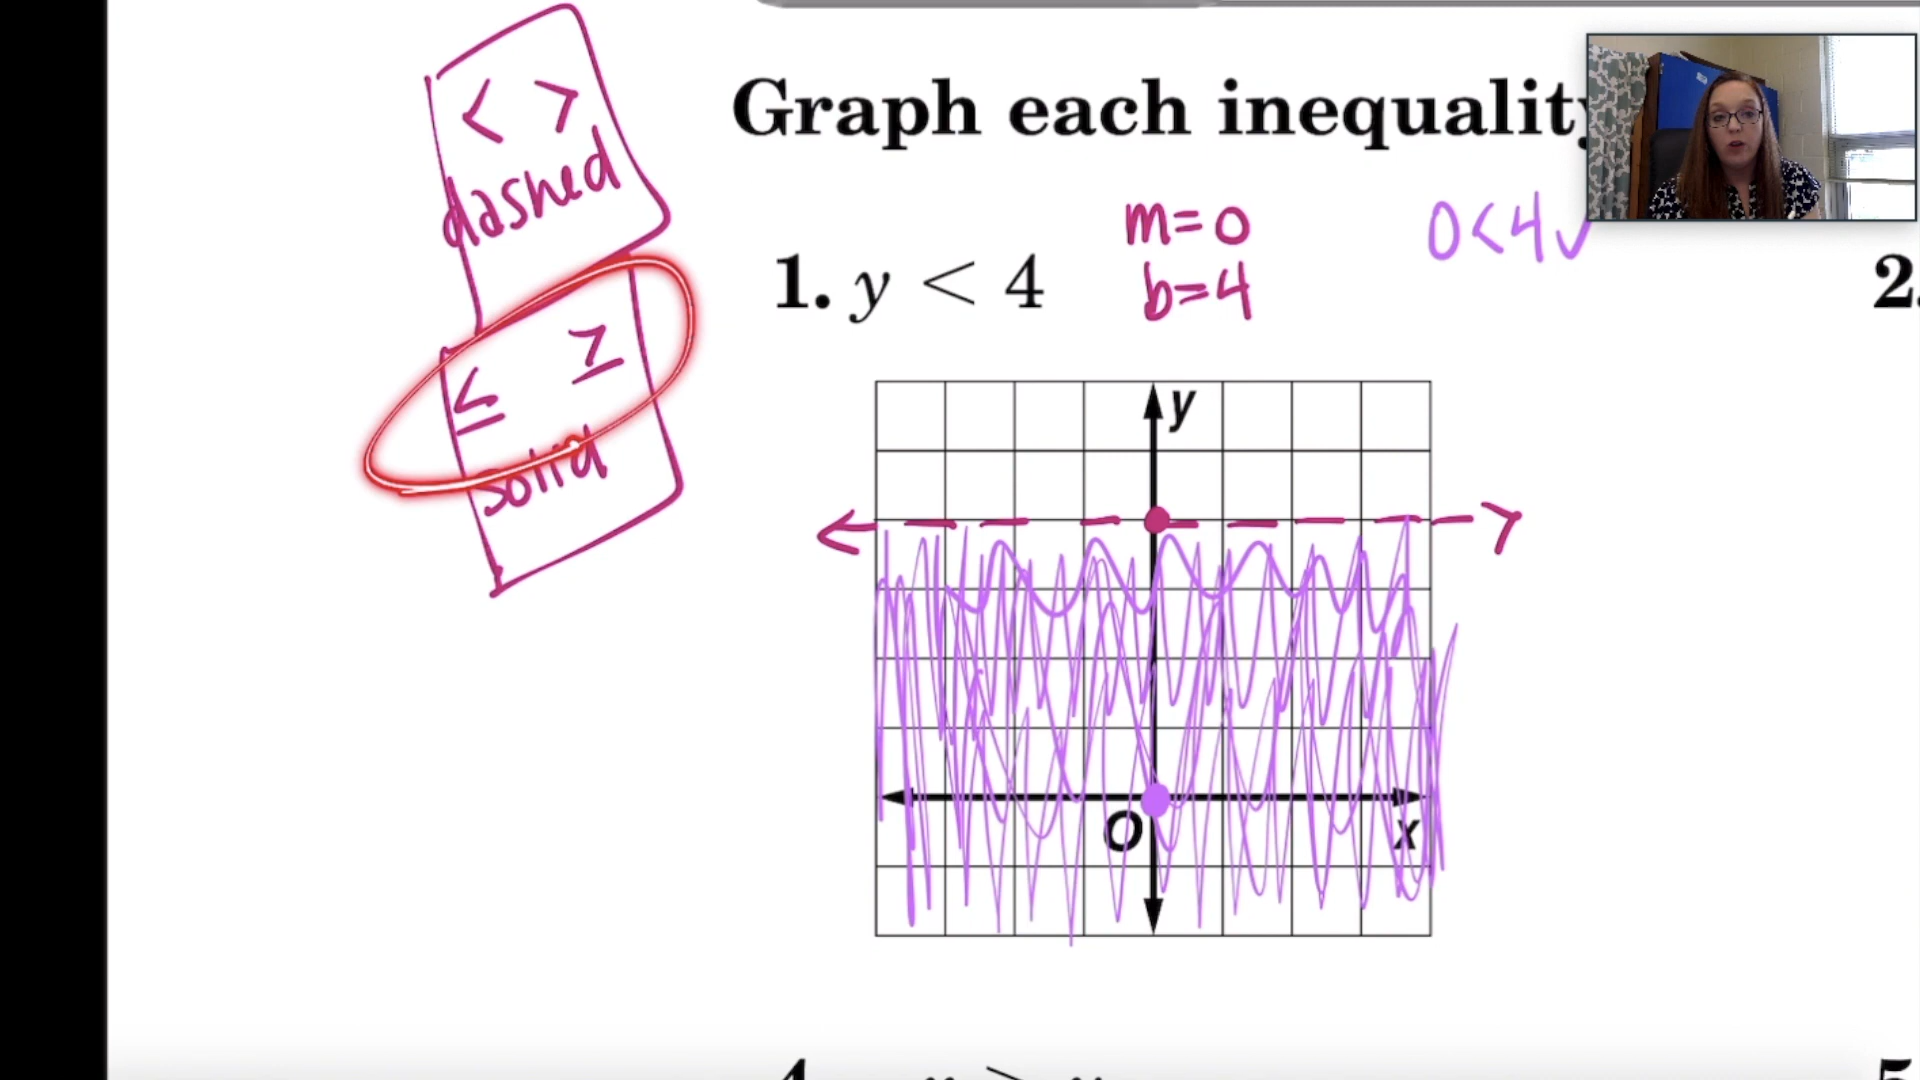 < >
dashed
≤ ≥
solid
Graph each inequality
1. y < 4
m=0
b=4
0<4✓
2.
y
O
x